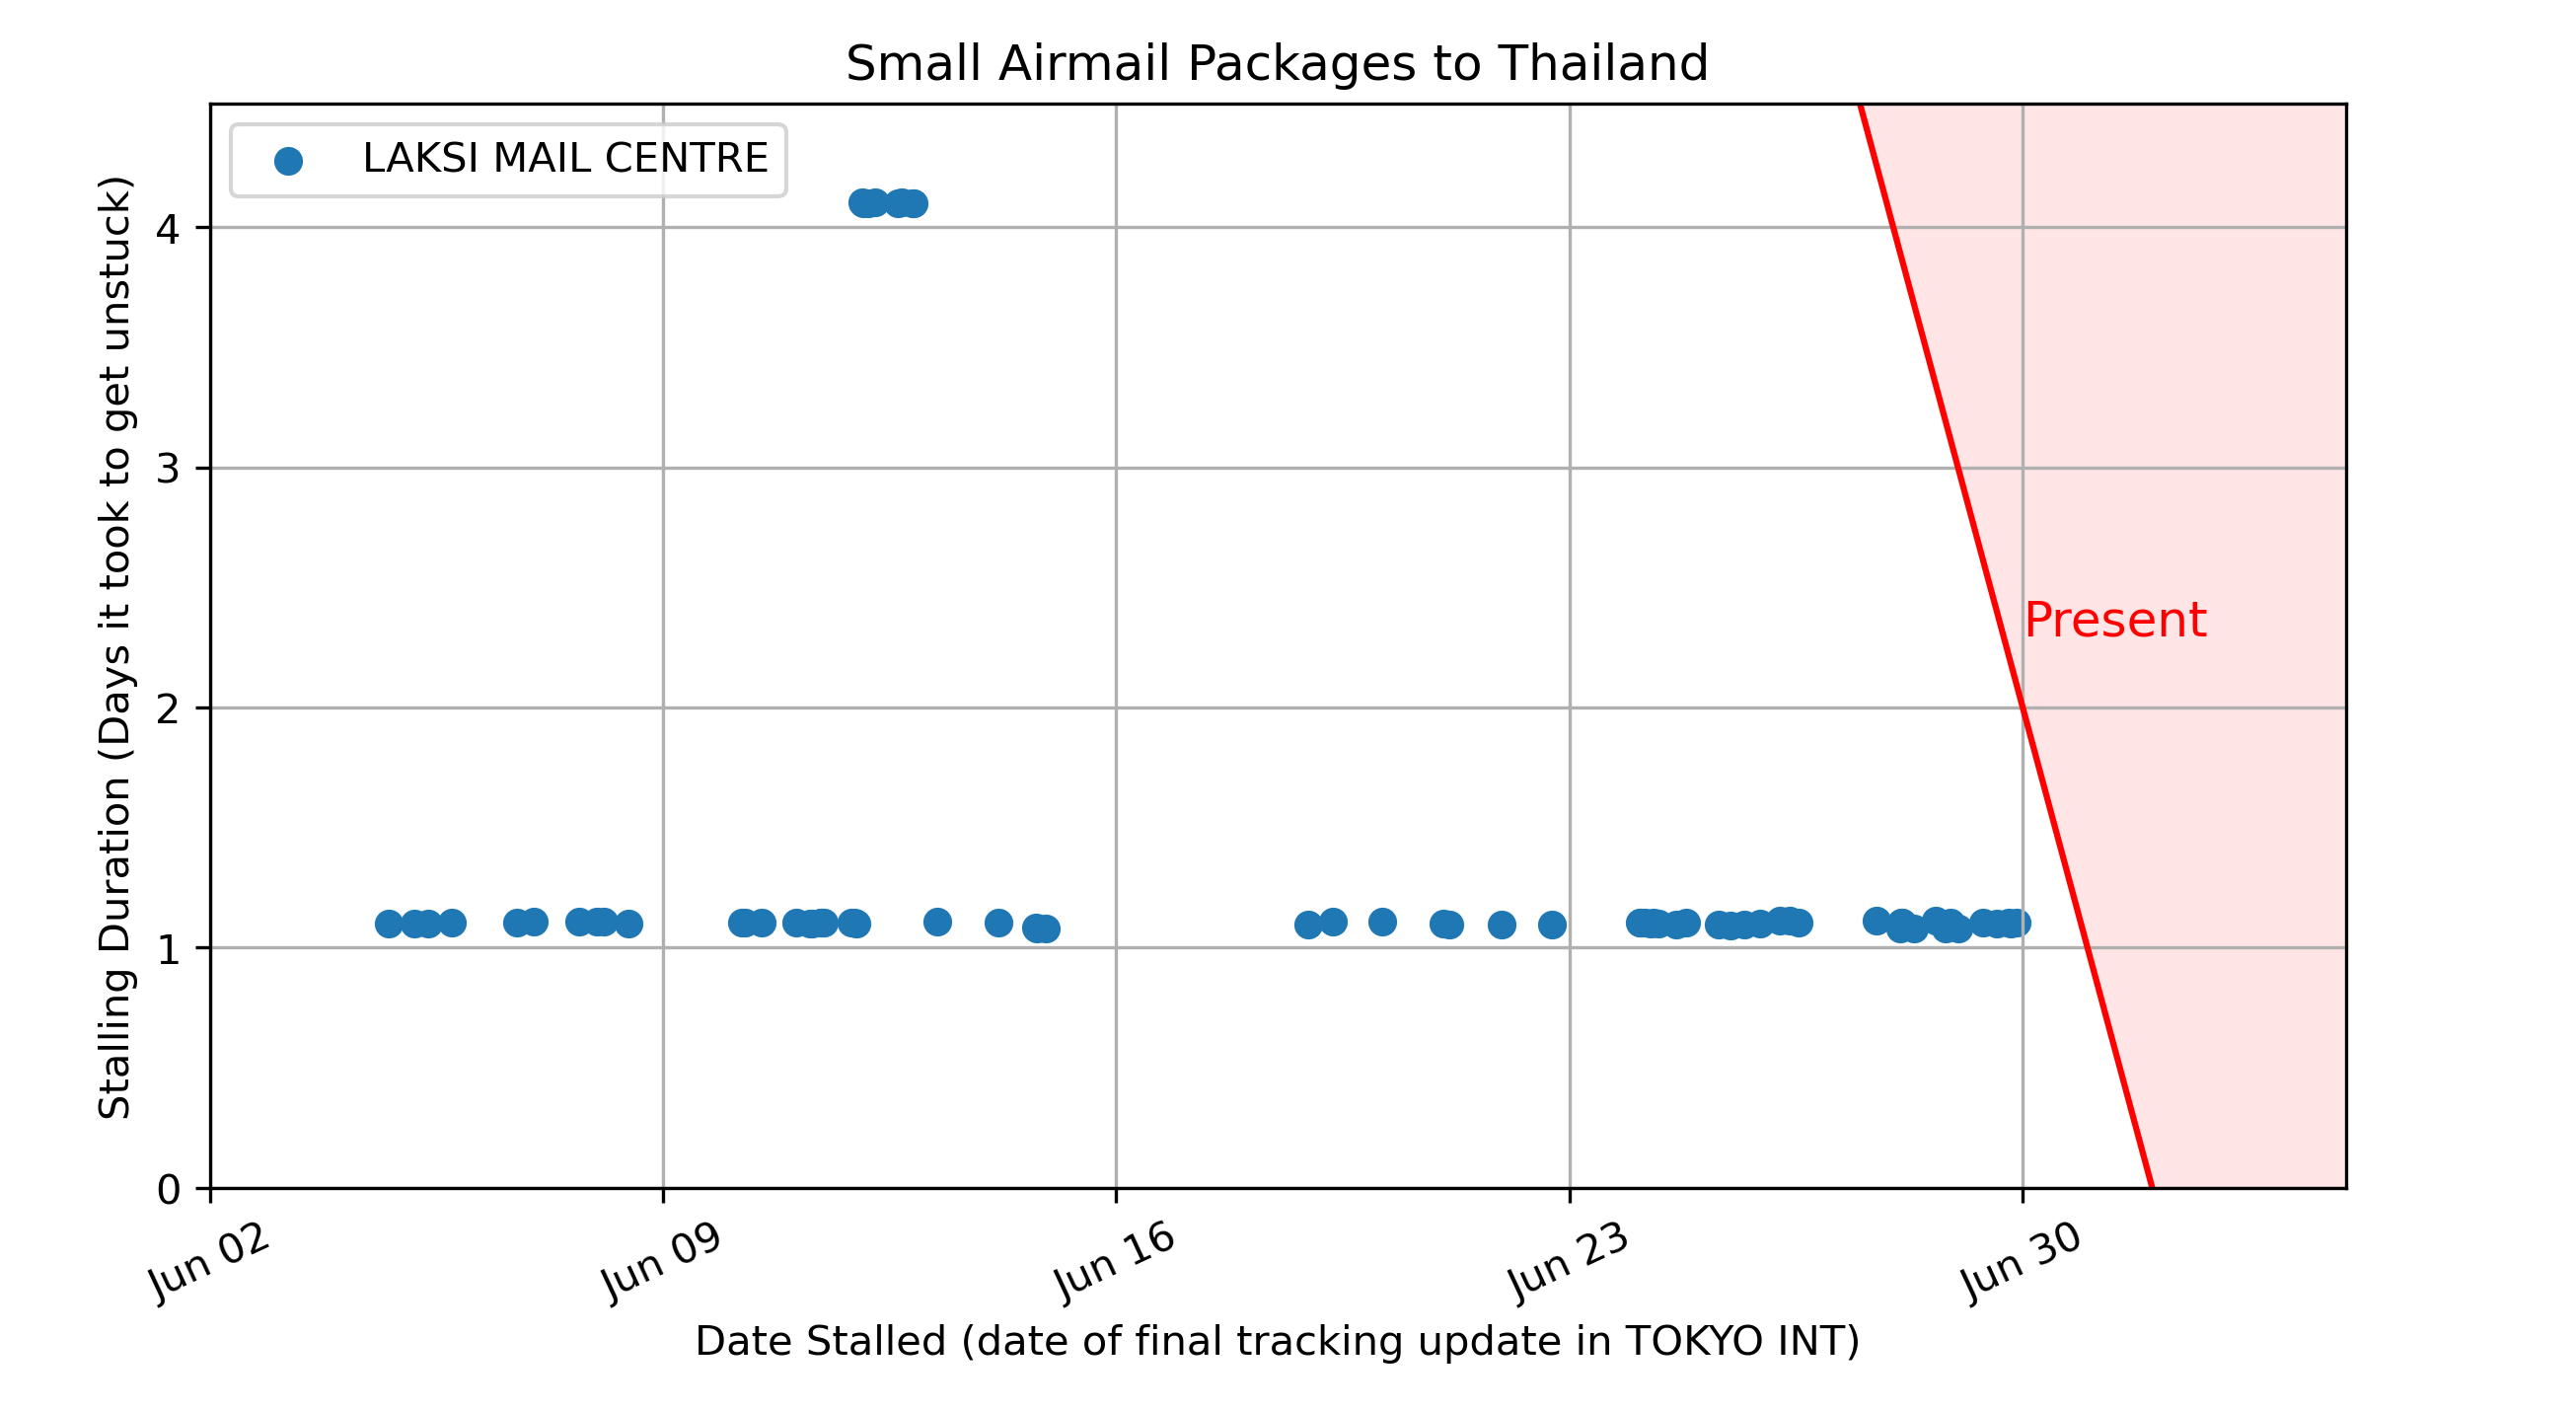 Small Airmail Packages to Thailand
LAKSI MAIL CENTRE
Stalling Duration (Days it took to get unstuck)
4
3
2
1
0
Present
Jun 02
Jun 09
Jun 16
Jun 23
Jun 30
Date Stalled (date of final tracking update in TOKYO INT)